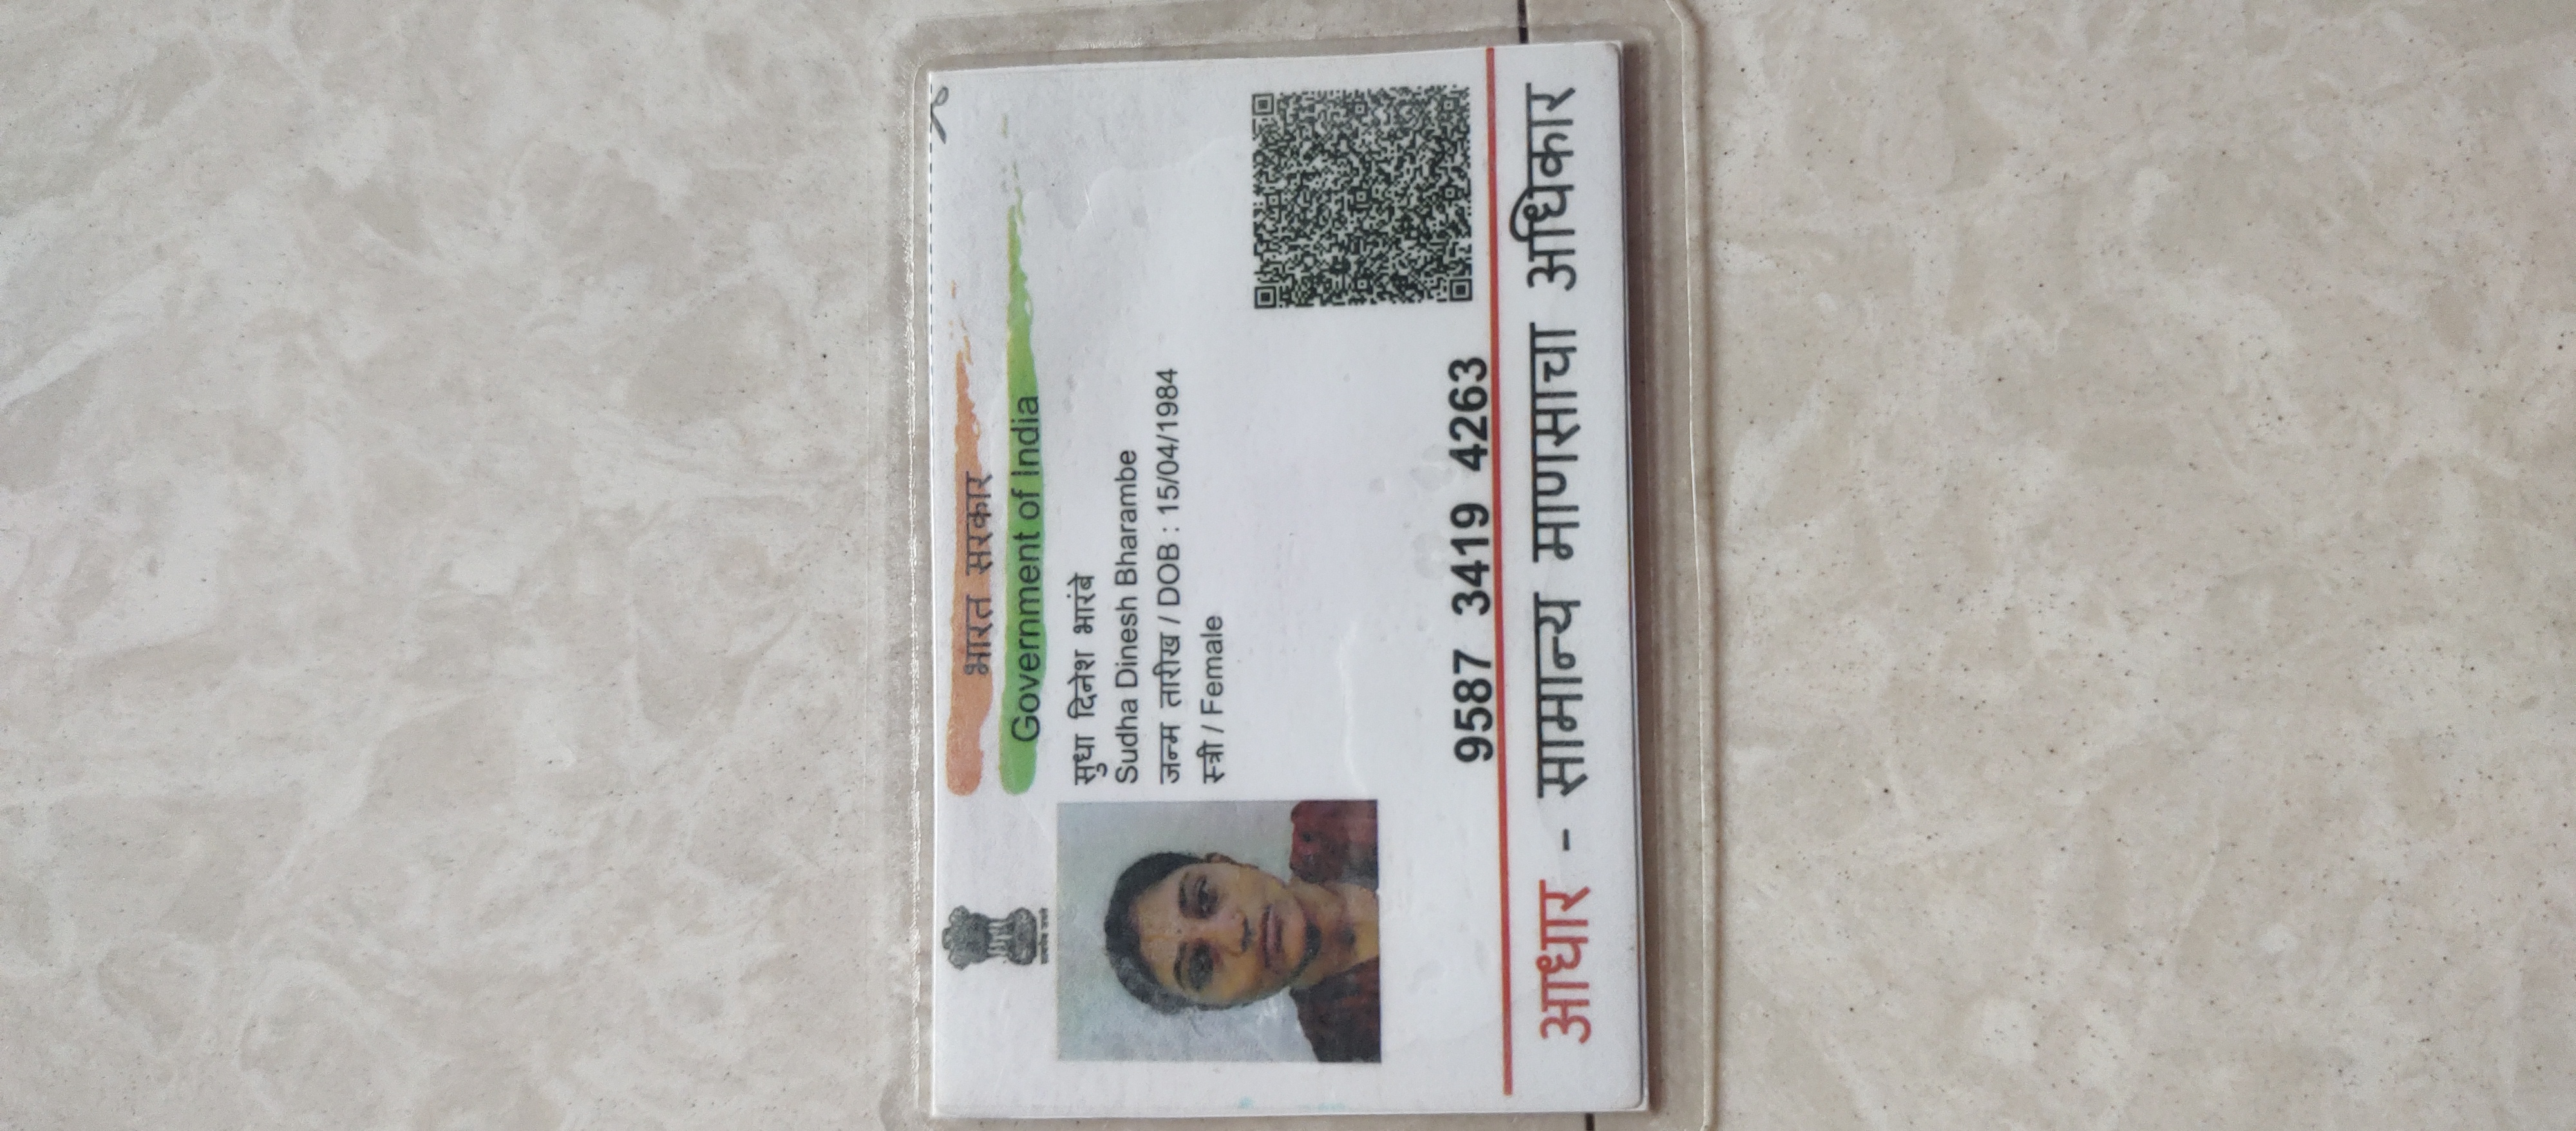 भारत सरकार
Government of India
सुधा दिनेश भारंबे
Sudha Dinesh Bharambe
जन्म तारीख / DOB : 15/04/1984
स्त्री / Female
9587 3419 4263
आधार - सामान्य माणसाचा अधिकार